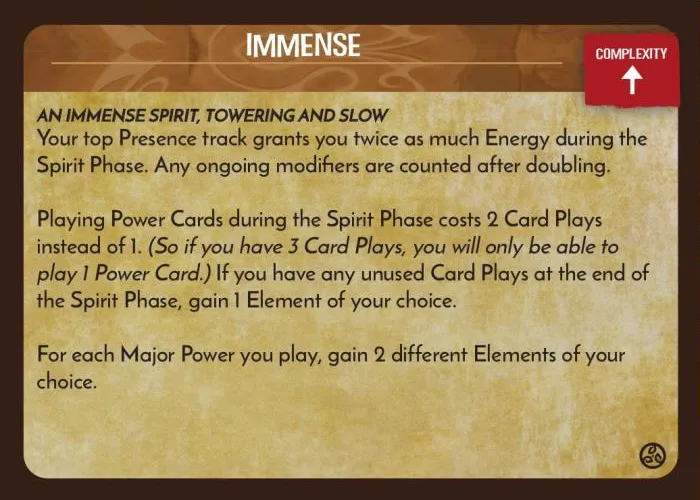 IMMENSE
COMPLEXITY
AN IMMENSE SPIRIT, TOWERING AND SLOW
Your top Presence track grants you twice as much Energy during the
Spirit Phase. Any ongoing modifiers are counted after doubling.
Playing Power Cards during the Spirit Phase costs 2 Card Plays
instead of 1. (So if you have 3 Card Plays, you will only be able to
play 1 Power Card.) If you have any unused Card Plays at the end of
the Spirit Phase, gain 1 Element of your choice.
For each Major Power you play, gain 2 different Elements of your
choice.